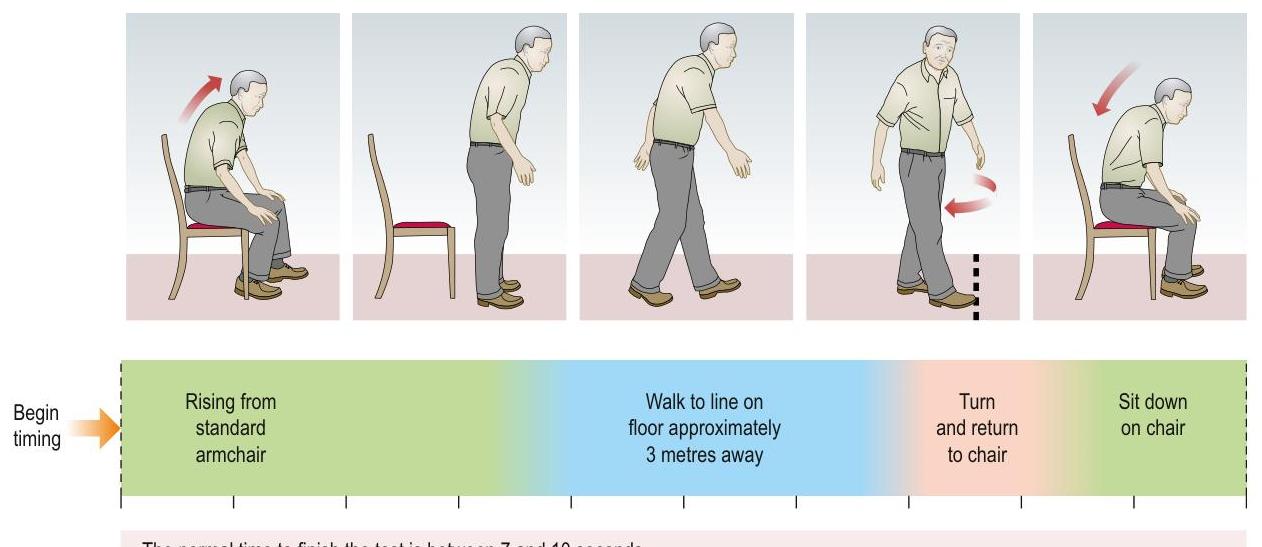 Begin
timing
Rising from
standard
armchair
Walk to line on
floor approximately
3 metres away
Turn
and return
to chair
Sit down
on chair
The normal time to finish the test is between 7 and 10 seconds